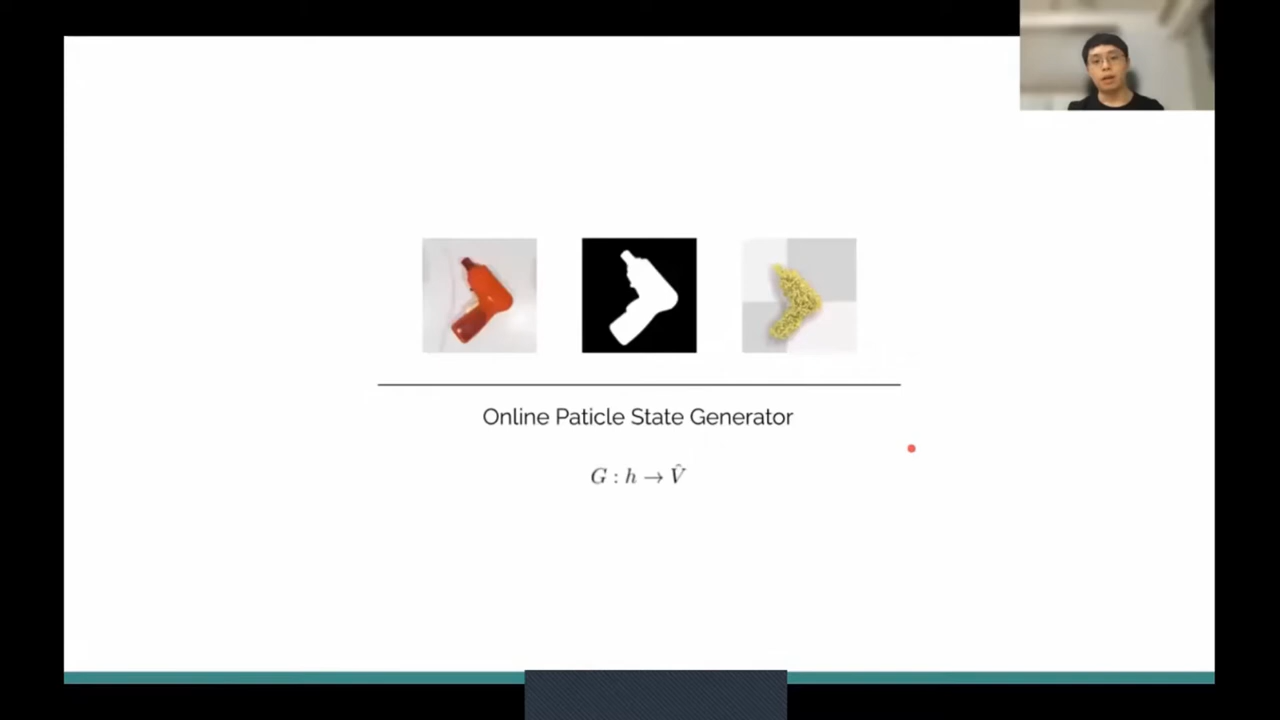 Online Paticle State Generator
G : h → V̂